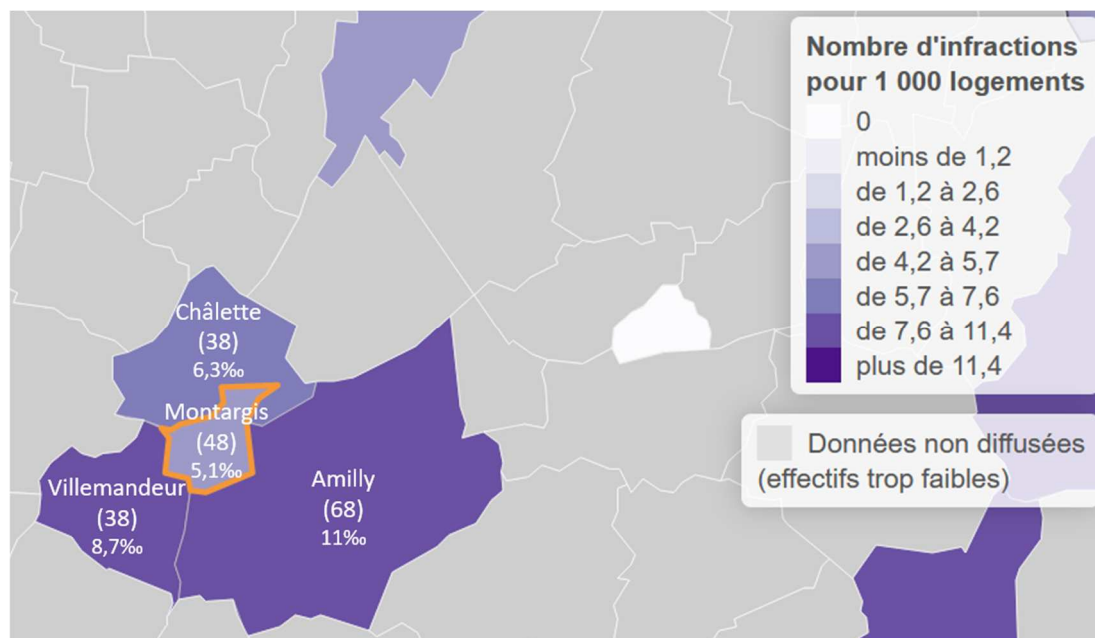 Nombre d'infractions
pour 1 000 logements
0
moins de 1,2
de 1,2 à 2,6
de 2,6 à 4,2
de 4,2 à 5,7
de 5,7 à 7,6
de 7,6 à 11,4
plus de 11,4
Données non diffusées
(effectifs trop faibles)
Châlette
(38)
6,3‰
Montargis
(48)
5,1‰
Villemandeur
(38)
8,7‰
Amilly
(68)
11‰